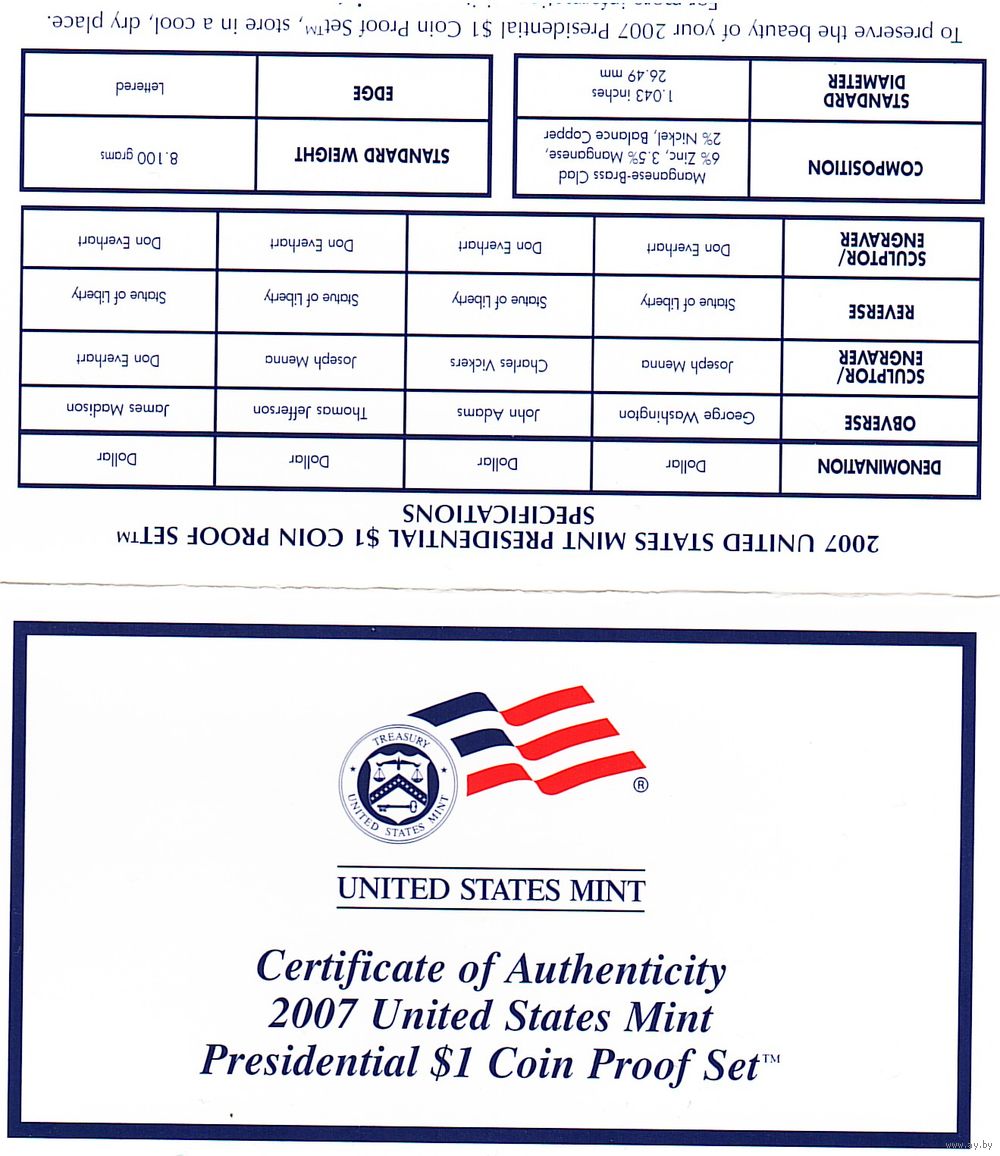 2007 UNITED STATES MINT PRESIDENTIAL $1 COIN PROOF SET™
SPECIFICATIONS
DENOMINATION Dollar Dollar Dollar Dollar
OBVERSE George Washington John Adams Thomas Jefferson James Madison
SCULPTOR/
ENGRAVER Joseph Menna Charles Vickers Joseph Menna Don Everhart
REVERSE Statue of Liberty Statue of Liberty Statue of Liberty Statue of Liberty
SCULPTOR/
ENGRAVER Don Everhart Don Everhart Don Everhart Don Everhart
COMPOSITION
Manganese-Brass Clad
6% Zinc, 3.5% Manganese,
2% Nickel, Balance Copper
STANDARD WEIGHT 8.100 grams
STANDARD
DIAMETER
1.043 inches
26.49 mm
EDGE Lettered
To preserve the beauty of your 2007 Presidential $1 Coin Proof Set™, store in a cool, dry place.
TREASURY
UNITED STATES MINT
®
UNITED STATES MINT
Certificate of Authenticity
2007 United States Mint
Presidential $1 Coin Proof Set™
www.ay.by